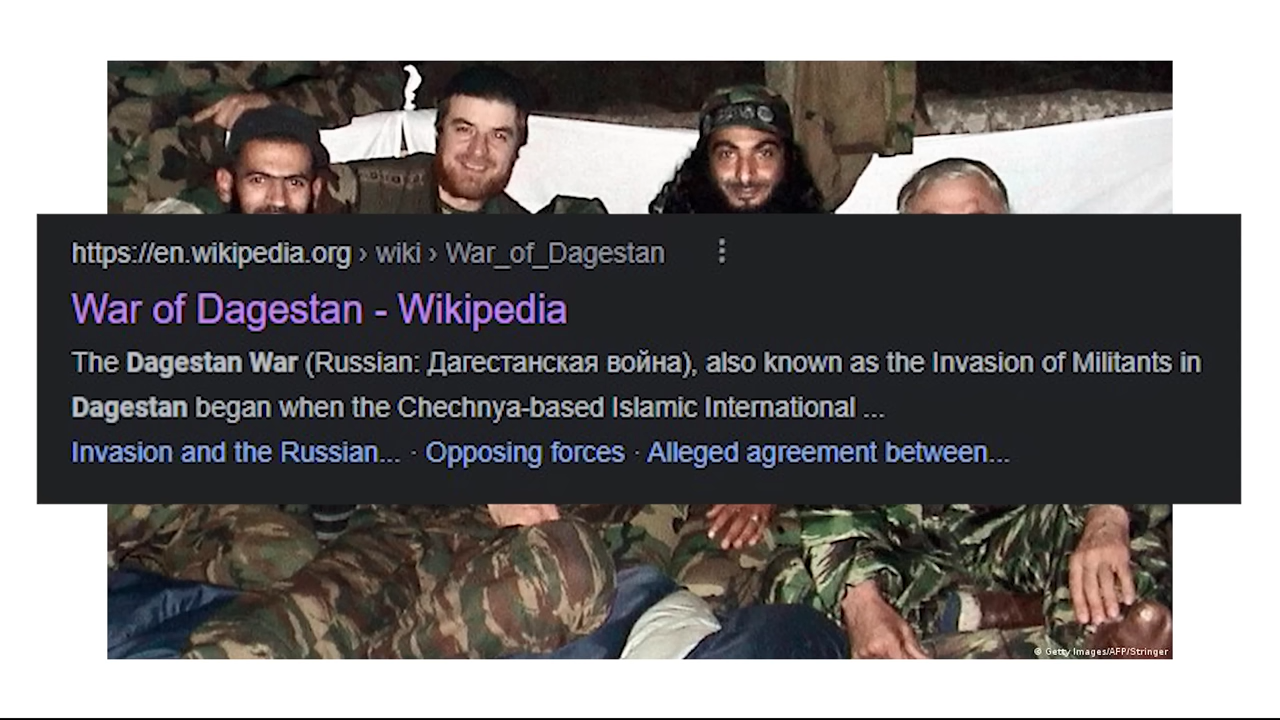 https://en.wikipedia.org › wiki › War_of_Dagestan
War of Dagestan - Wikipedia
The Dagestan War (Russian: Дагестанская война), also known as the Invasion of Militants in
Dagestan began when the Chechnya-based Islamic International ...
Invasion and the Russian... · Opposing forces · Alleged agreement between...
© Getty Images/AFP/Stringer